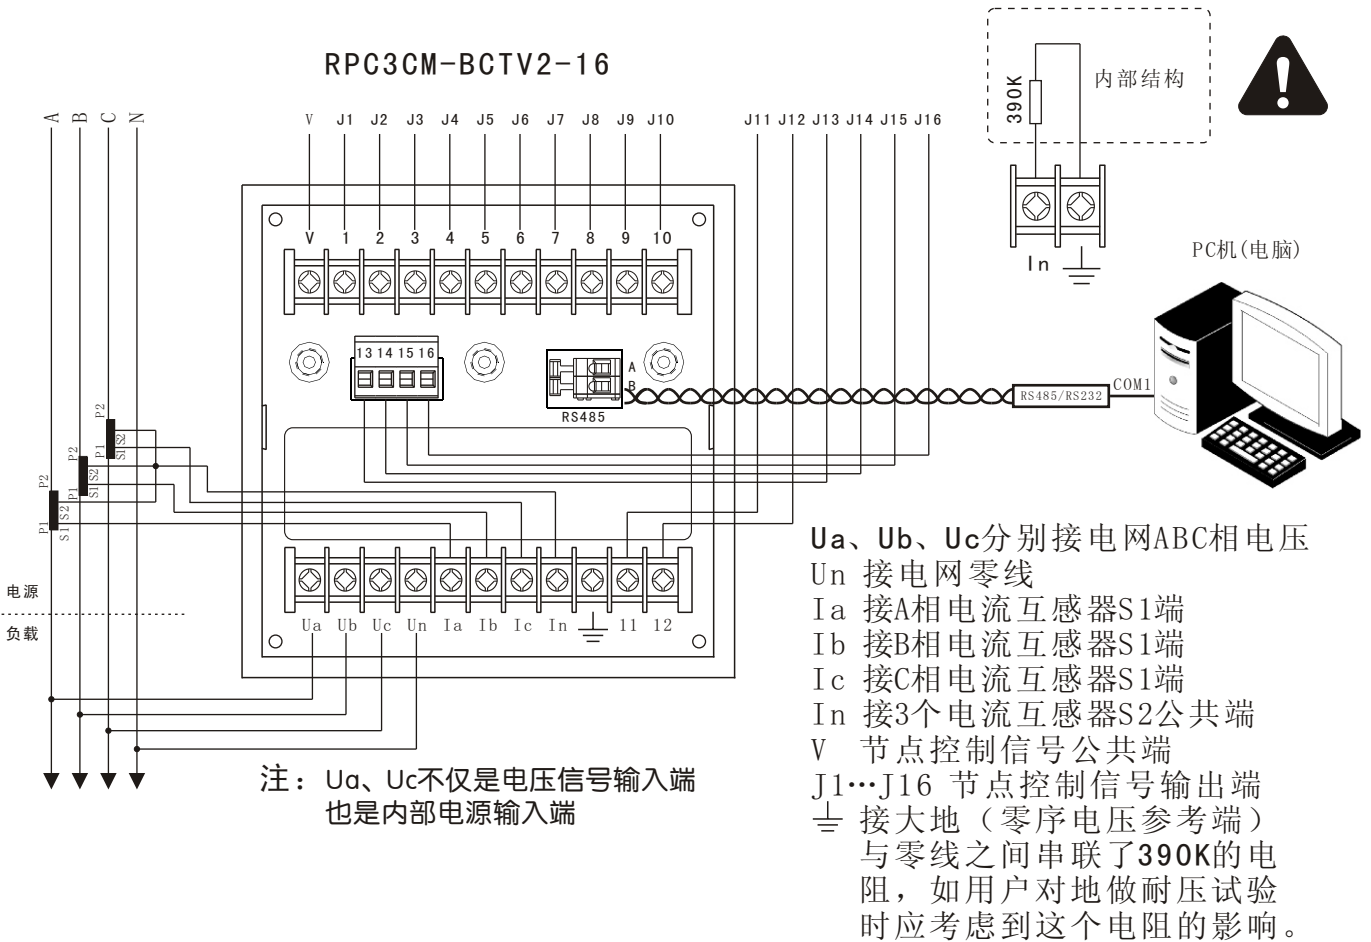 RPC3CM-BCTV2-16
A B C N
V J1 J2 J3 J4 J5 J6 J7 J8 J9 J10 J11 J12 J13 J14 J15 J16
390K
内部结构
In
PC机(电脑)
V 1 2 3 4 5 6 7 8 9 10
13 14 15 16
A
B
RS485
RS485/RS232
COM1
P2
P1
S1 S2
P2
P1
S1 S2
P2
P1
S1 S2
电源
负载
Ua Ub Uc Un Ia Ib Ic In 11 12
注：Ua、Uc不仅是电压信号输入端
也是内部电源输入端
Ua、Ub、Uc分别接电网ABC相电压
Un 接电网零线
Ia 接A相电流互感器S1端
Ib 接B相电流互感器S1端
Ic 接C相电流互感器S1端
In 接3个电流互感器S2公共端
V 节点控制信号公共端
J1…J16 节点控制信号输出端
接大地（零序电压参考端）
与零线之间串联了390K的电
阻，如用户对地做耐压试验
时应考虑到这个电阻的影响。